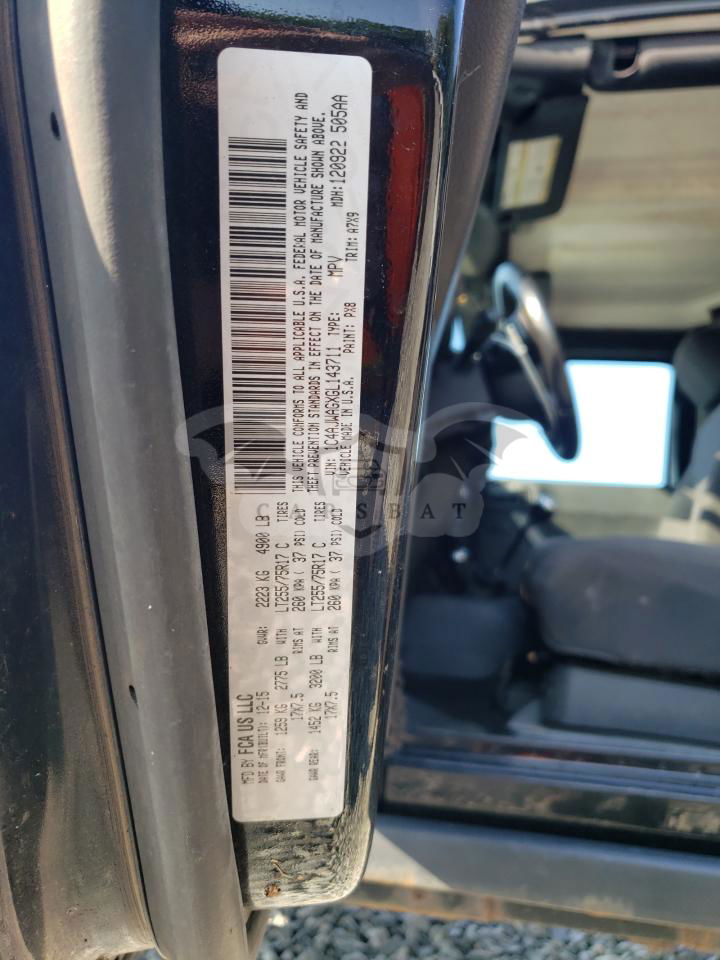 MFD BY: FCA US LLC
DATE OF MFR: 12-15 GVWR: 2223 KG 4900 LB
GAWR FRONT: 1259 KG 2775 LB WITH LT255/75R17 C TIRES
17X7.5 RIMS AT 260 KPA ( 37 PSI) COLD
GAWR REAR: 1452 KG 3200 LB WITH LT255/75R17 C TIRES
17X7.5 RIMS AT 260 KPA ( 37 PSI) COLD
THIS VEHICLE CONFORMS TO ALL APPLICABLE U.S.A. FEDERAL MOTOR VEHICLE SAFETY AND
THEFT PREVENTION STANDARDS IN EFFECT ON THE DATE OF MANUFACTURE SHOWN ABOVE.
VIN: 1C4AJWAGXGL143711 TYPE: MPV MDH:120922 505AA
VEHICLE MADE IN U.S.A. PAINT: PX8 TRIM: A7X9
CARSBAT